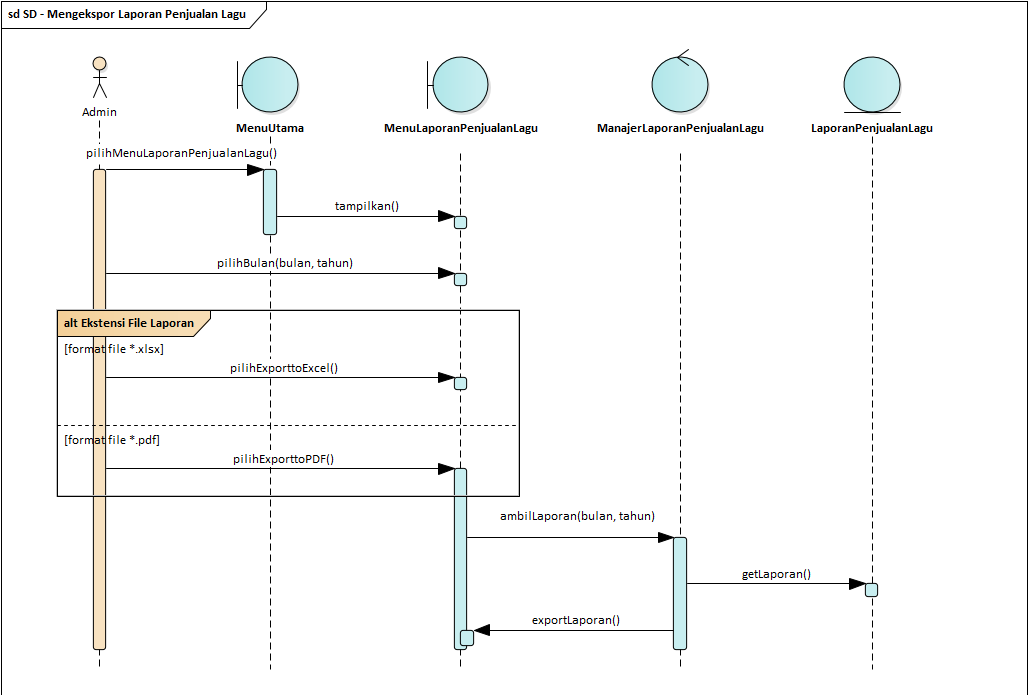 sd SD - Mengekspor Laporan Penjualan Lagu
Admin
MenuUtama
MenuLaporanPenjualanLagu
ManajerLaporanPenjualanLagu
LaporanPenjualanLagu
pilihMenuLaporanPenjualanLagu()
tampilkan()
pilihBulan(bulan, tahun)
alt Ekstensi File Laporan
[format file *.xlsx]
pilihExporttoExcel()
[format file *.pdf]
pilihExporttoPDF()
ambilLaporan(bulan, tahun)
getLaporan()
exportLaporan()